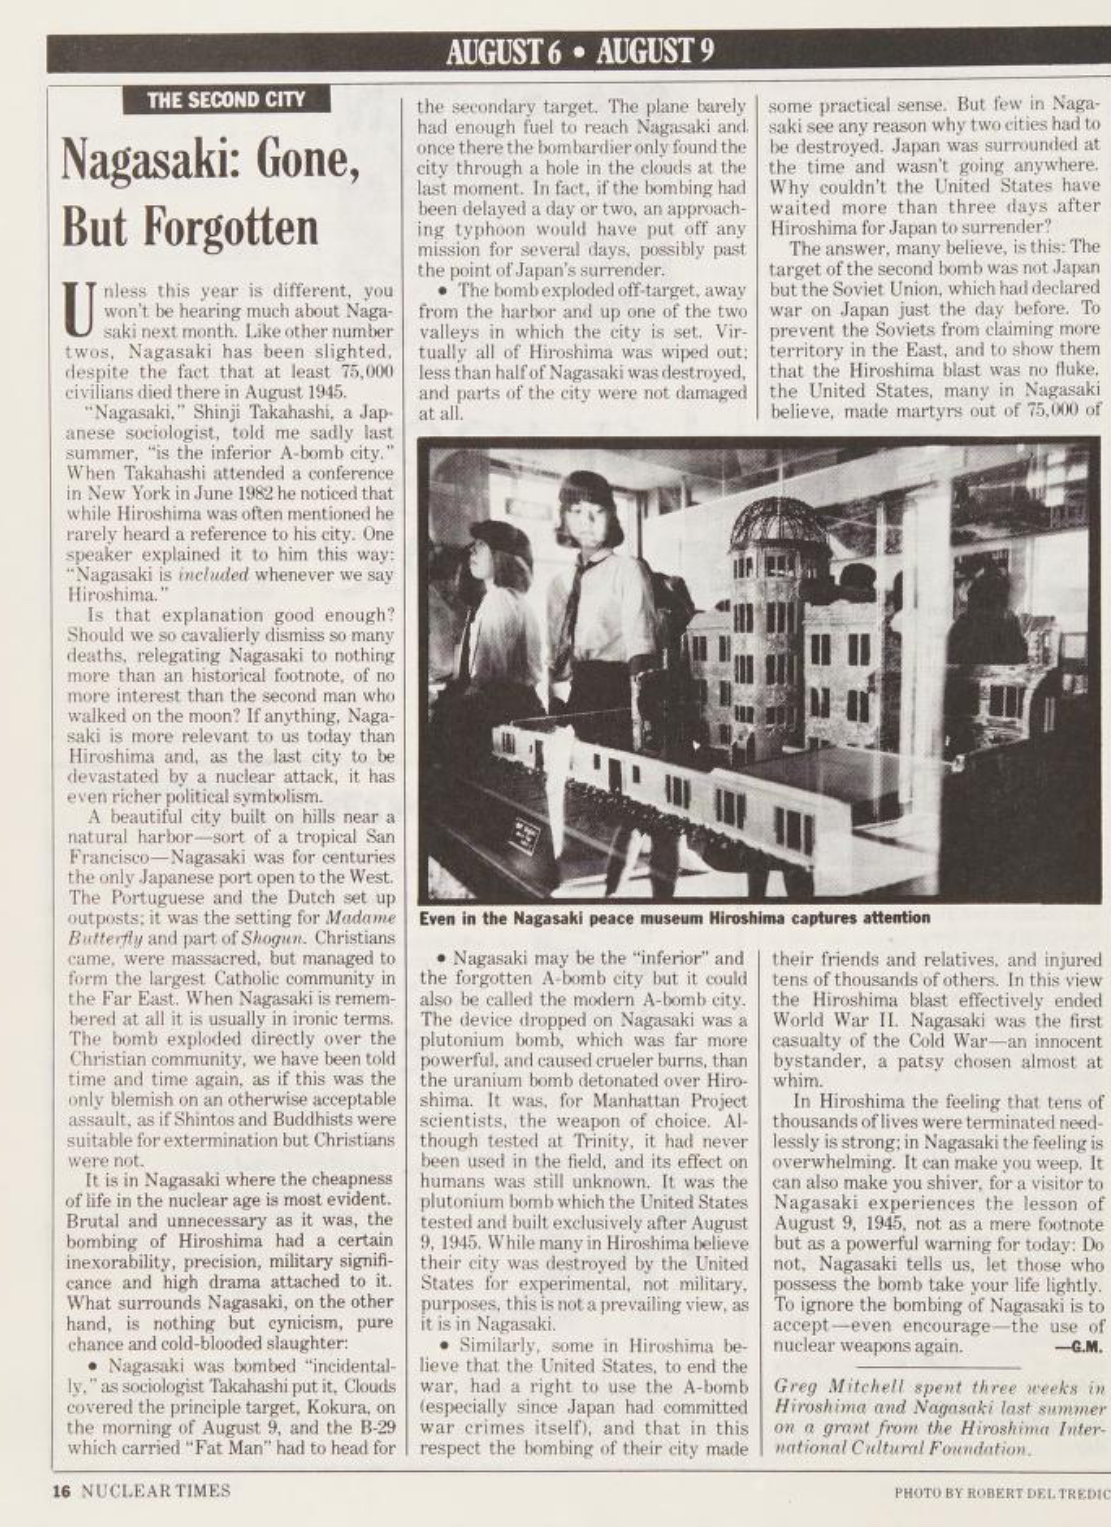 AUGUST 6 • AUGUST 9
THE SECOND CITY
Nagasaki: Gone,
But Forgotten
Unless this year is different, you
won't be hearing much about Naga-
saki next month. Like other number
twos, Nagasaki has been slighted,
despite the fact that at least 75,000
civilians died there in August 1945.
"Nagasaki," Shinji Takahashi, a Jap-
anese sociologist, told me sadly last
summer, "is the inferior A-bomb city."
When Takahashi attended a conference
in New York in June 1982 he noticed that
while Hiroshima was often mentioned he
rarely heard a reference to his city. One
speaker explained it to him this way:
"Nagasaki is included whenever we say
Hiroshima."
Is that explanation good enough?
Should we so cavalierly dismiss so many
deaths, relegating Nagasaki to nothing
more than an historical footnote, of no
more interest than the second man who
walked on the moon? If anything, Naga-
saki is more relevant to us today than
Hiroshima and, as the last city to be
devastated by a nuclear attack, it has
even richer political symbolism.
A beautiful city built on hills near a
natural harbor—sort of a tropical San
Francisco—Nagasaki was for centuries
the only Japanese port open to the West.
The Portuguese and the Dutch set up
outposts; it was the setting for Madame
Butterfly and part of Shogun. Christians
came, were massacred, but managed to
form the largest Catholic community in
the Far East. When Nagasaki is remem-
bered at all it is usually in ironic terms.
The bomb exploded directly over the
Christian community, we have been told
time and time again, as if this was the
only blemish on an otherwise acceptable
assault, as if Shintos and Buddhists were
suitable for extermination but Christians
were not.
It is in Nagasaki where the cheapness
of life in the nuclear age is most evident.
Brutal and unnecessary as it was, the
bombing of Hiroshima had a certain
inexorability, precision, military signifi-
cance and high drama attached to it.
What surrounds Nagasaki, on the other
hand, is nothing but cynicism, pure
chance and cold-blooded slaughter:
• Nagasaki was bombed "incidental-
ly," as sociologist Takahashi put it, Clouds
covered the principle target, Kokura, on
the morning of August 9, and the B-29
which carried "Fat Man" had to head for
the secondary target. The plane barely
had enough fuel to reach Nagasaki and
once there the bombardier only found the
city through a hole in the clouds at the
last moment. In fact, if the bombing had
been delayed a day or two, an approach-
ing typhoon would have put off any
mission for several days, possibly past
the point of Japan's surrender.
• The bomb exploded off-target, away
from the harbor and up one of the two
valleys in which the city is set. Vir-
tually all of Hiroshima was wiped out;
less than half of Nagasaki was destroyed,
and parts of the city were not damaged
at all.
some practical sense. But few in Naga-
saki see any reason why two cities had to
be destroyed. Japan was surrounded at
the time and wasn't going anywhere.
Why couldn't the United States have
waited more than three days after
Hiroshima for Japan to surrender?
The answer, many believe, is this: The
target of the second bomb was not Japan
but the Soviet Union, which had declared
war on Japan just the day before. To
prevent the Soviets from claiming more
territory in the East, and to show them
that the Hiroshima blast was no fluke,
the United States, many in Nagasaki
believe, made martyrs out of 75,000 of
Even in the Nagasaki peace museum Hiroshima captures attention
• Nagasaki may be the "inferior" and
the forgotten A-bomb city but it could
also be called the modern A-bomb city.
The device dropped on Nagasaki was a
plutonium bomb, which was far more
powerful, and caused crueler burns, than
the uranium bomb detonated over Hiro-
shima. It was, for Manhattan Project
scientists, the weapon of choice. Al-
though tested at Trinity, it had never
been used in the field, and its effect on
humans was still unknown. It was the
plutonium bomb which the United States
tested and built exclusively after August
9, 1945. While many in Hiroshima believe
their city was destroyed by the United
States for experimental, not military,
purposes, this is not a prevailing view, as
it is in Nagasaki.
• Similarly, some in Hiroshima be-
lieve that the United States, to end the
war, had a right to use the A-bomb
(especially since Japan had committed
war crimes itself), and that in this
respect the bombing of their city made
their friends and relatives, and injured
tens of thousands of others. In this view
the Hiroshima blast effectively ended
World War II. Nagasaki was the first
casualty of the Cold War—an innocent
bystander, a patsy chosen almost at
whim.
In Hiroshima the feeling that tens of
thousands of lives were terminated need-
lessly is strong; in Nagasaki the feeling is
overwhelming. It can make you weep. It
can also make you shiver, for a visitor to
Nagasaki experiences the lesson of
August 9, 1945, not as a mere footnote
but as a powerful warning for today: Do
not, Nagasaki tells us, let those who
possess the bomb take your life lightly.
To ignore the bombing of Nagasaki is to
accept—even encourage—the use of
nuclear weapons again. —G.M.
Greg Mitchell spent three weeks in
Hiroshima and Nagasaki last summer
on a grant from the Hiroshima Inter-
national Cultural Foundation.
16 NUCLEAR TIMES
PHOTO BY ROBERT DEL TREDIC